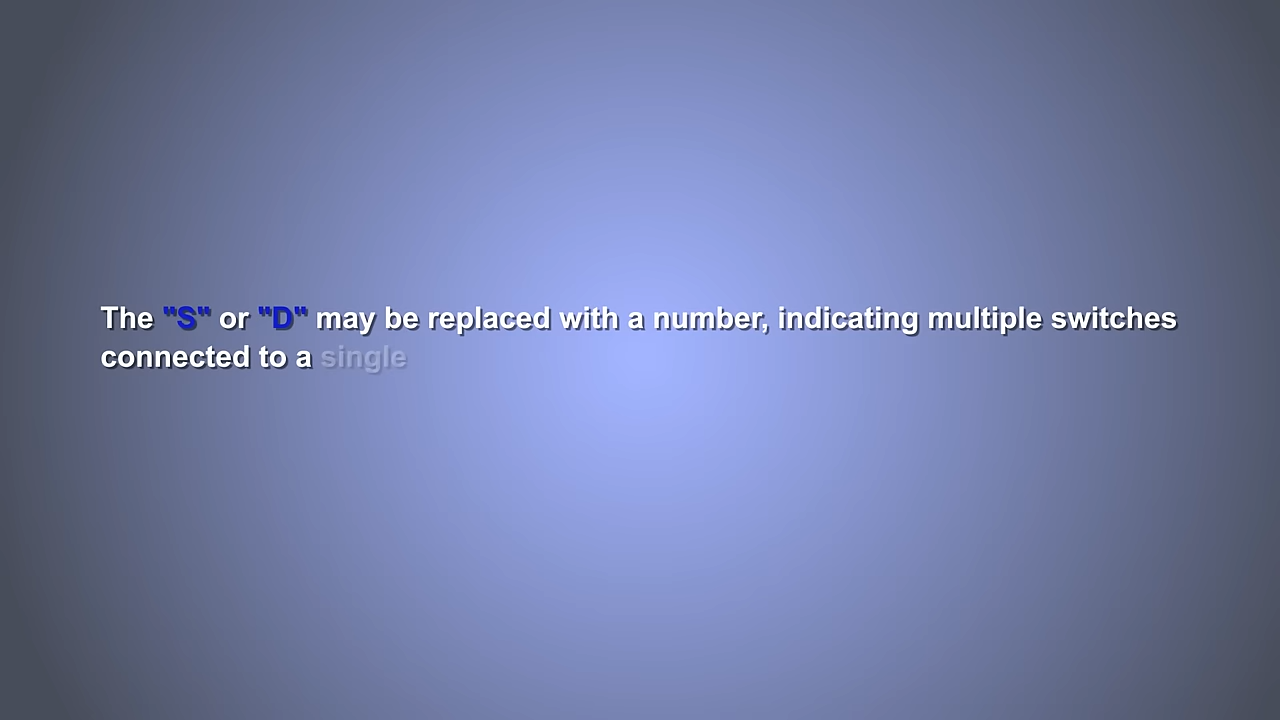 The "S" or "D" may be replaced with a number, indicating multiple switches
connected to a single